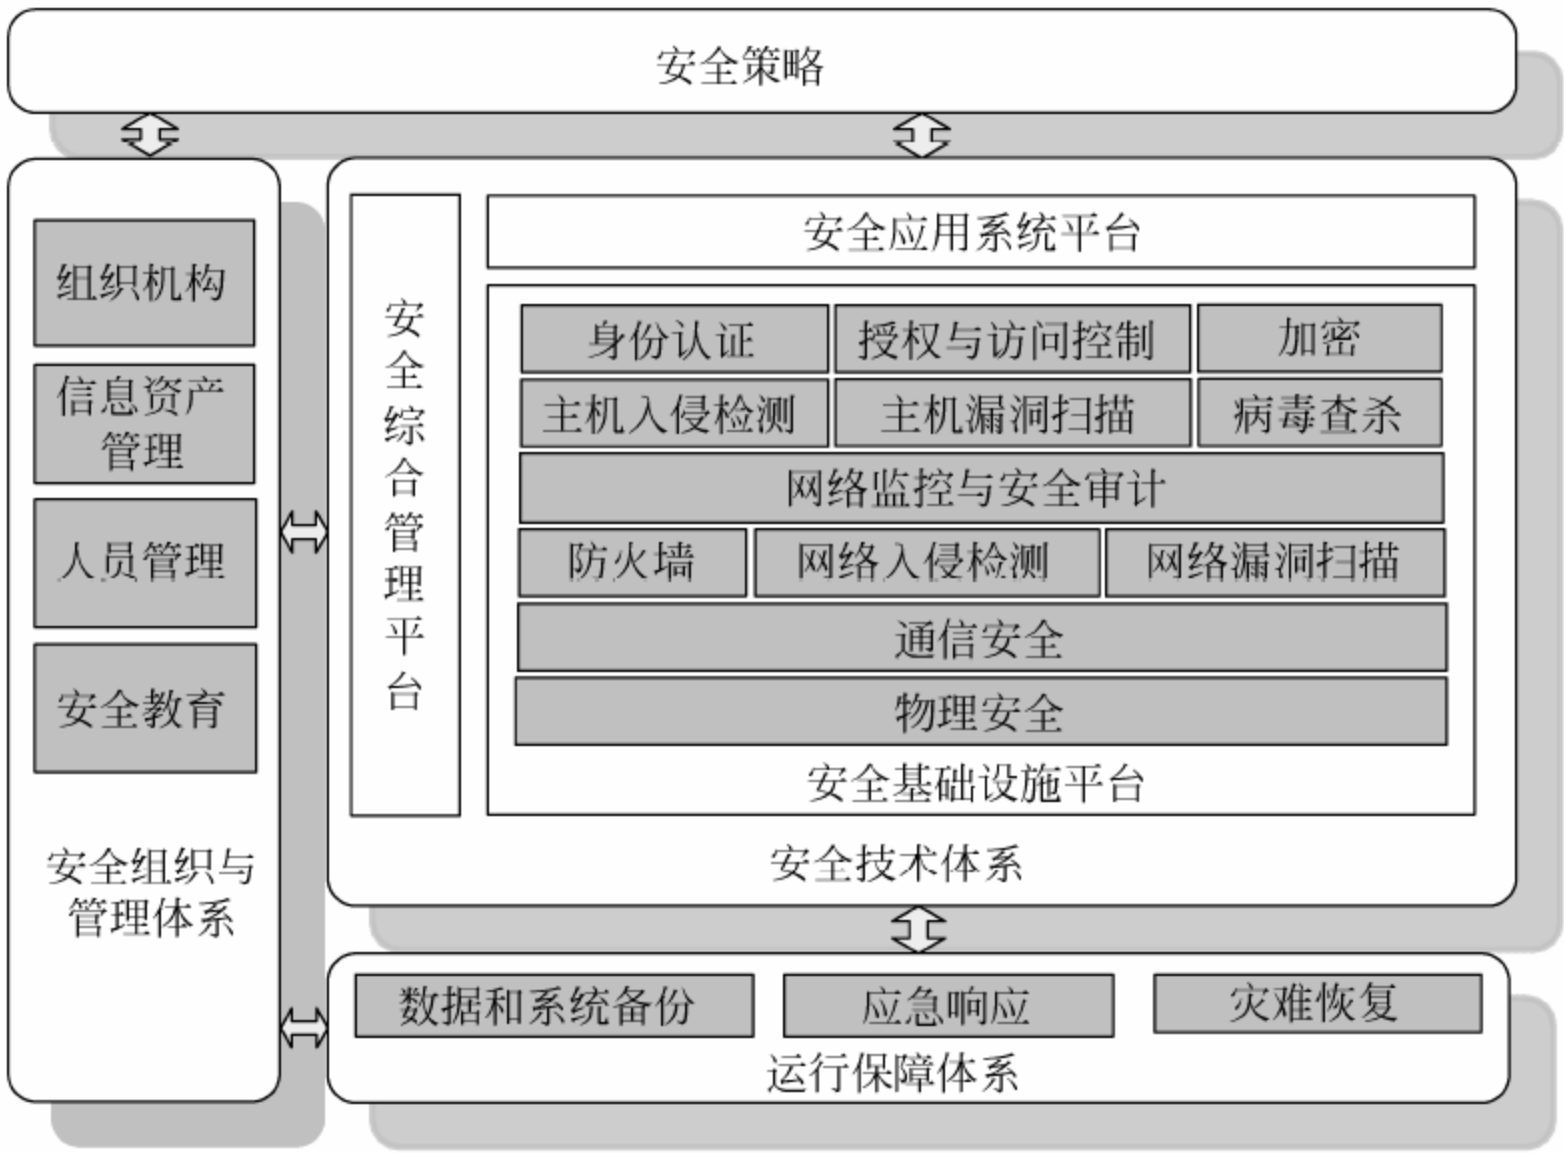 安全策略
组织机构
信息资产
管理
人员管理
安全教育
安全组织与
管理体系
安全综合管理平台
安全应用系统平台
身份认证 授权与访问控制 加密
主机入侵检测 主机漏洞扫描 病毒查杀
网络监控与安全审计
防火墙 网络入侵检测 网络漏洞扫描
通信安全
物理安全
安全基础设施平台
安全技术体系
数据和系统备份 应急响应 灾难恢复
运行保障体系